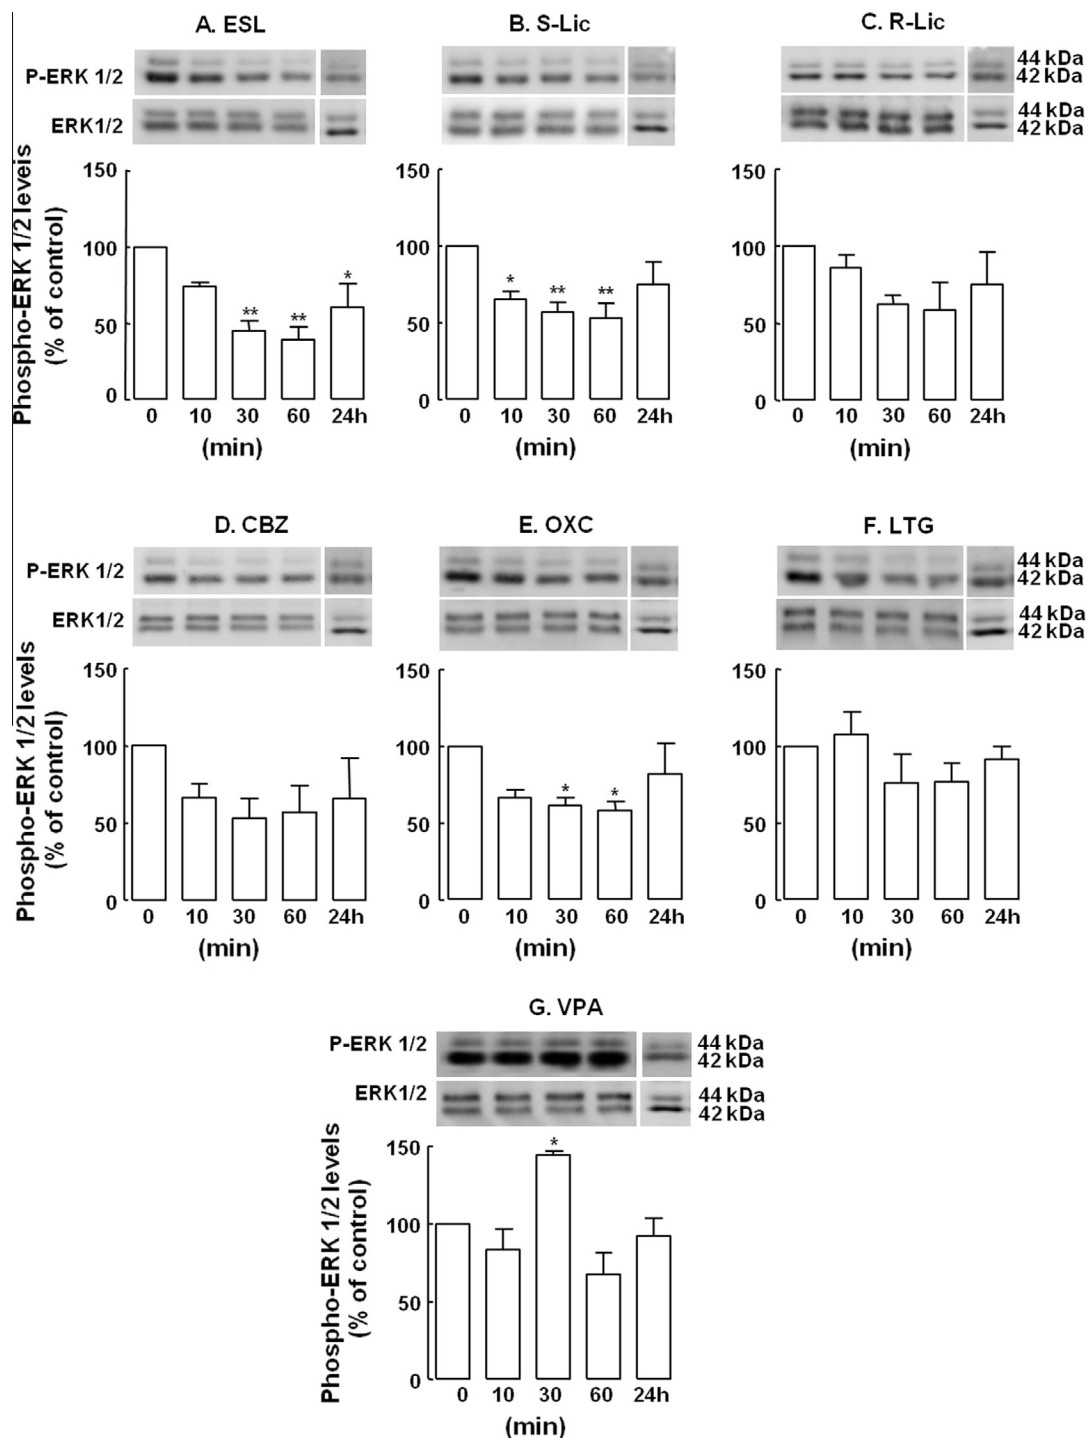 A. ESL
B. S-Lic
C. R-Lic
P-ERK 1/2
44 kDa
42 kDa
ERK1/2
44 kDa
42 kDa
Phospho-ERK 1/2 levels
(% of control)
150
100
50
0
** ** *
0 10 30 60 24h
(min)
150
100
50
0
* ** **
0 10 30 60 24h
(min)
150
100
50
0
0 10 30 60 24h
(min)
D. CBZ
E. OXC
F. LTG
P-ERK 1/2
44 kDa
42 kDa
ERK1/2
44 kDa
42 kDa
Phospho-ERK 1/2 levels
(% of control)
150
100
50
0
0 10 30 60 24h
(min)
150
100
50
0
* *
0 10 30 60 24h
(min)
150
100
50
0
0 10 30 60 24h
(min)
G. VPA
P-ERK 1/2
44 kDa
42 kDa
ERK1/2
44 kDa
42 kDa
Phospho-ERK 1/2 levels
(% of control)
150
100
50
0
*
0 10 30 60 24h
(min)